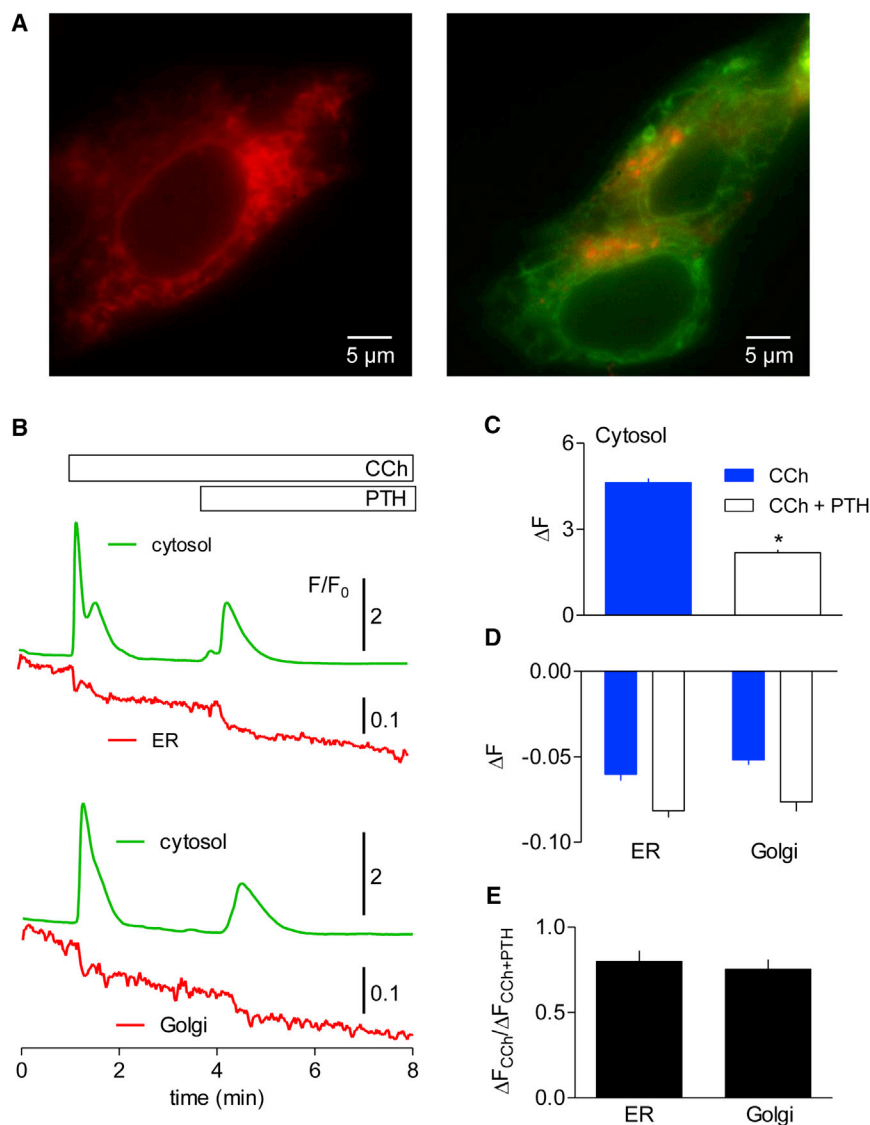 A
5 µm
5 µm
B
CCh
PTH
cytosol
F/F₀
2
0.1
ER
cytosol
2
0.1
Golgi
0 2 4 6 8
time (min)
C
Cytosol
6
3
0
ΔF
CCh
CCh + PTH
*
D
0.00
-0.05
-0.10
ΔF
ER Golgi
E
1.0
0.5
0.0
ΔF_CCh/ΔF_CCh+PTH
ER Golgi